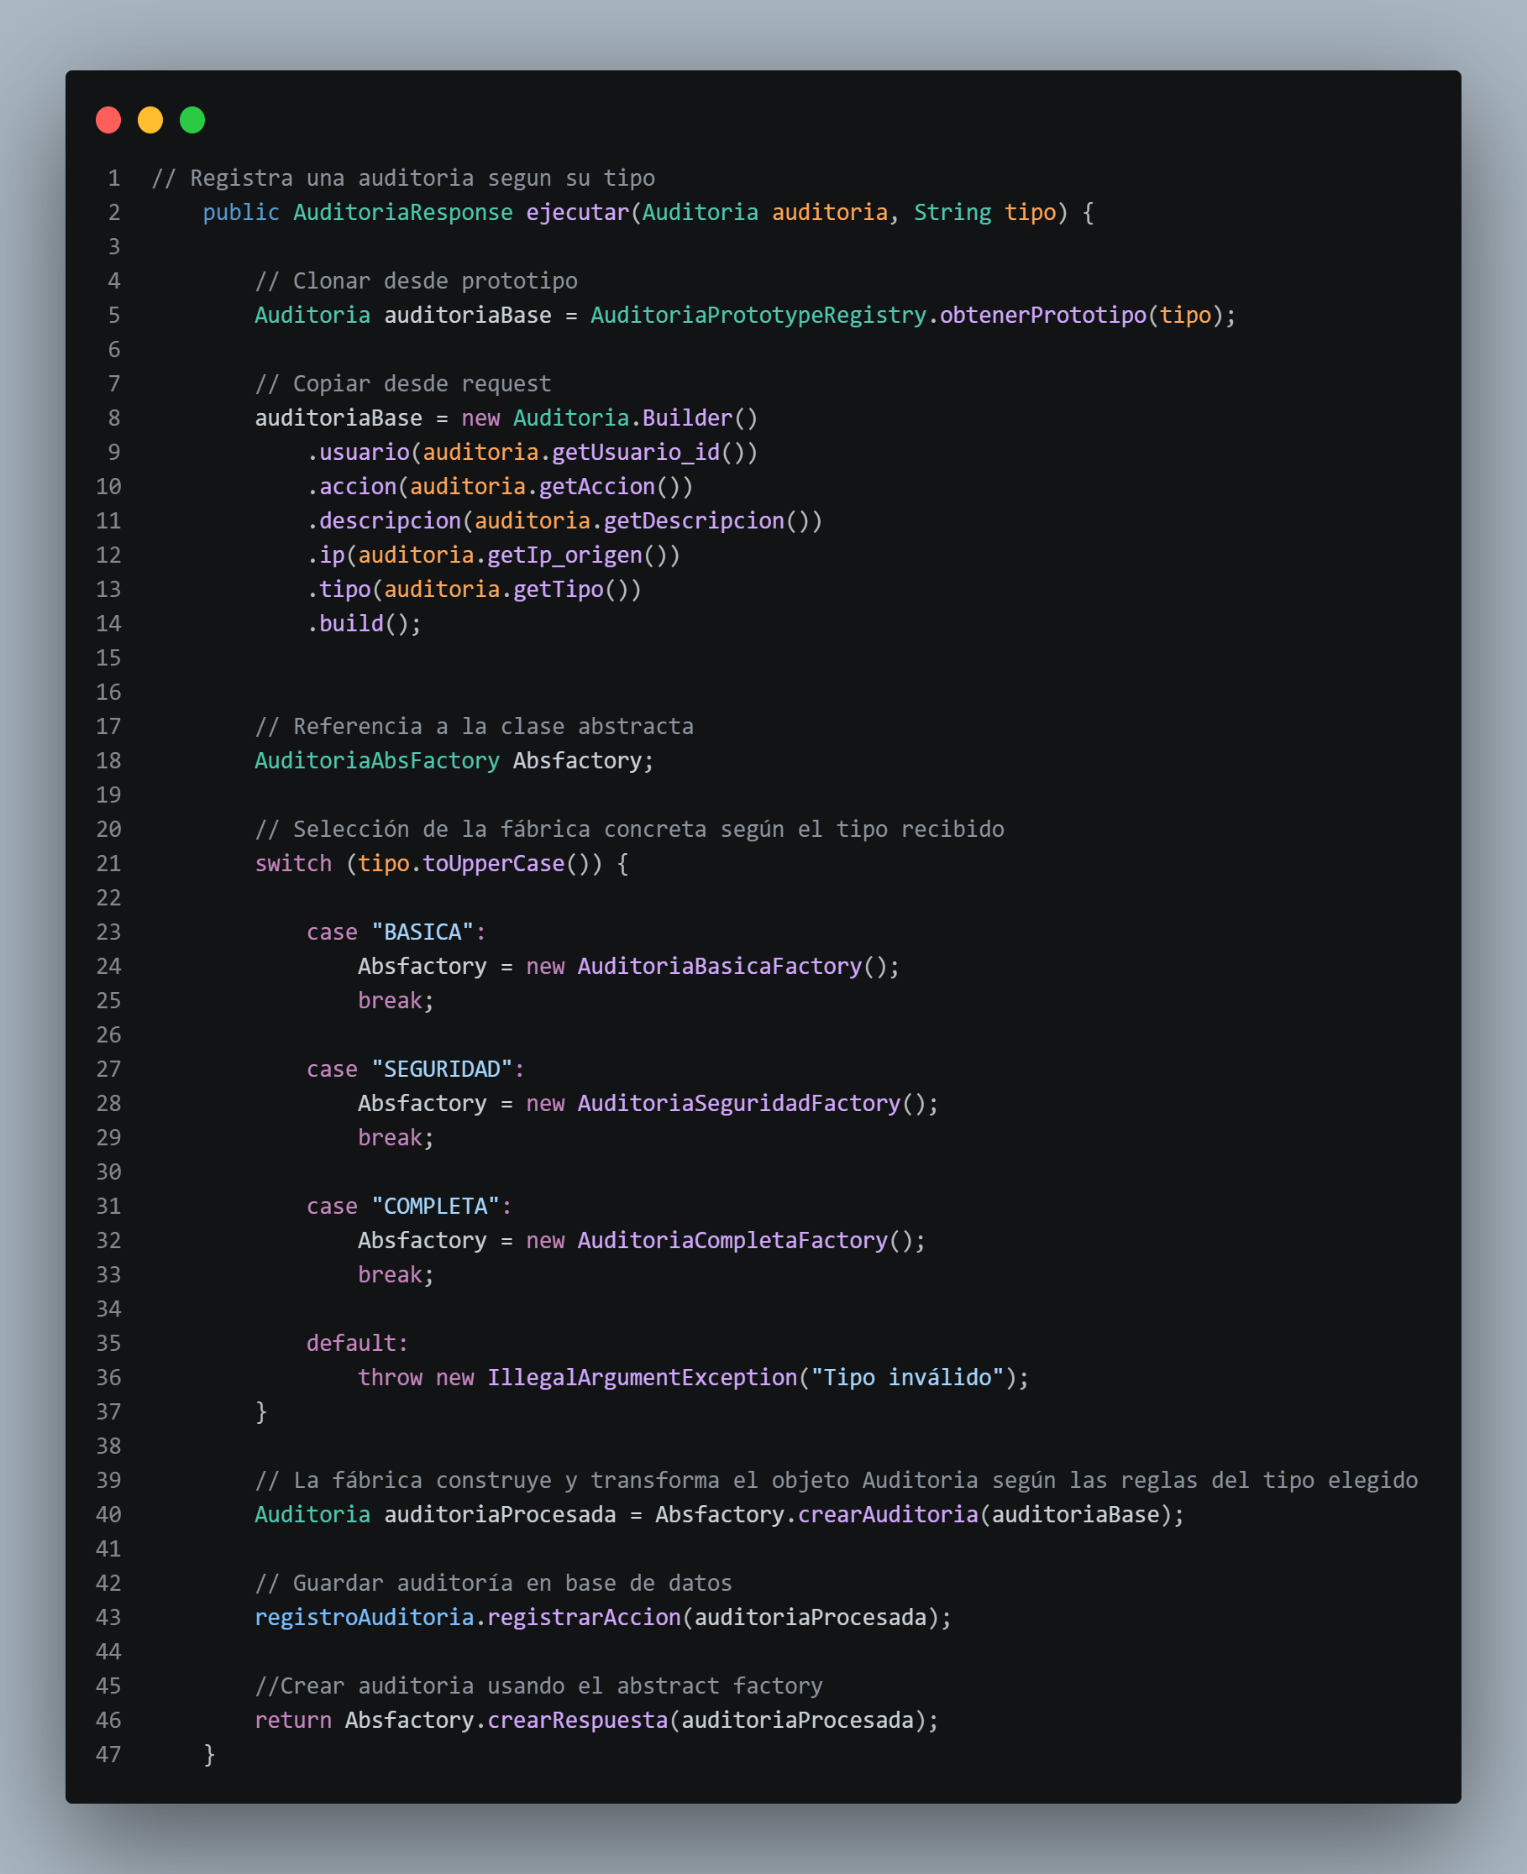 1 // Registra una auditoria segun su tipo
2     public AuditoriaResponse ejecutar(Auditoria auditoria, String tipo) {
3
4         // Clonar desde prototipo
5         Auditoria auditoriaBase = AuditoriaPrototypeRegistry.obtenerPrototipo(tipo);
6
7         // Copiar desde request
8         auditoriaBase = new Auditoria.Builder()
9             .usuario(auditoria.getUsuario_id())
10             .accion(auditoria.getAccion())
11             .descripcion(auditoria.getDescripcion())
12             .ip(auditoria.getIp_origen())
13             .tipo(auditoria.getTipo())
14             .build();
15
16
17         // Referencia a la clase abstracta
18         AuditoriaAbsFactory Absfactory;
19
20         // Selección de la fábrica concreta según el tipo recibido
21         switch (tipo.toUpperCase()) {
22
23             case "BASICA":
24                 Absfactory = new AuditoriaBasicaFactory();
25                 break;
26
27             case "SEGURIDAD":
28                 Absfactory = new AuditoriaSeguridadFactory();
29                 break;
30
31             case "COMPLETA":
32                 Absfactory = new AuditoriaCompletaFactory();
33                 break;
34
35             default:
36                 throw new IllegalArgumentException("Tipo inválido");
37         }
38
39         // La fábrica construye y transforma el objeto Auditoria según las reglas del tipo elegido
40         Auditoria auditoriaProcesada = Absfactory.crearAuditoria(auditoriaBase);
41
42         // Guardar auditoría en base de datos
43         registroAuditoria.registrarAccion(auditoriaProcesada);
44
45         //Crear auditoria usando el abstract factory
46         return Absfactory.crearRespuesta(auditoriaProcesada);
47     }